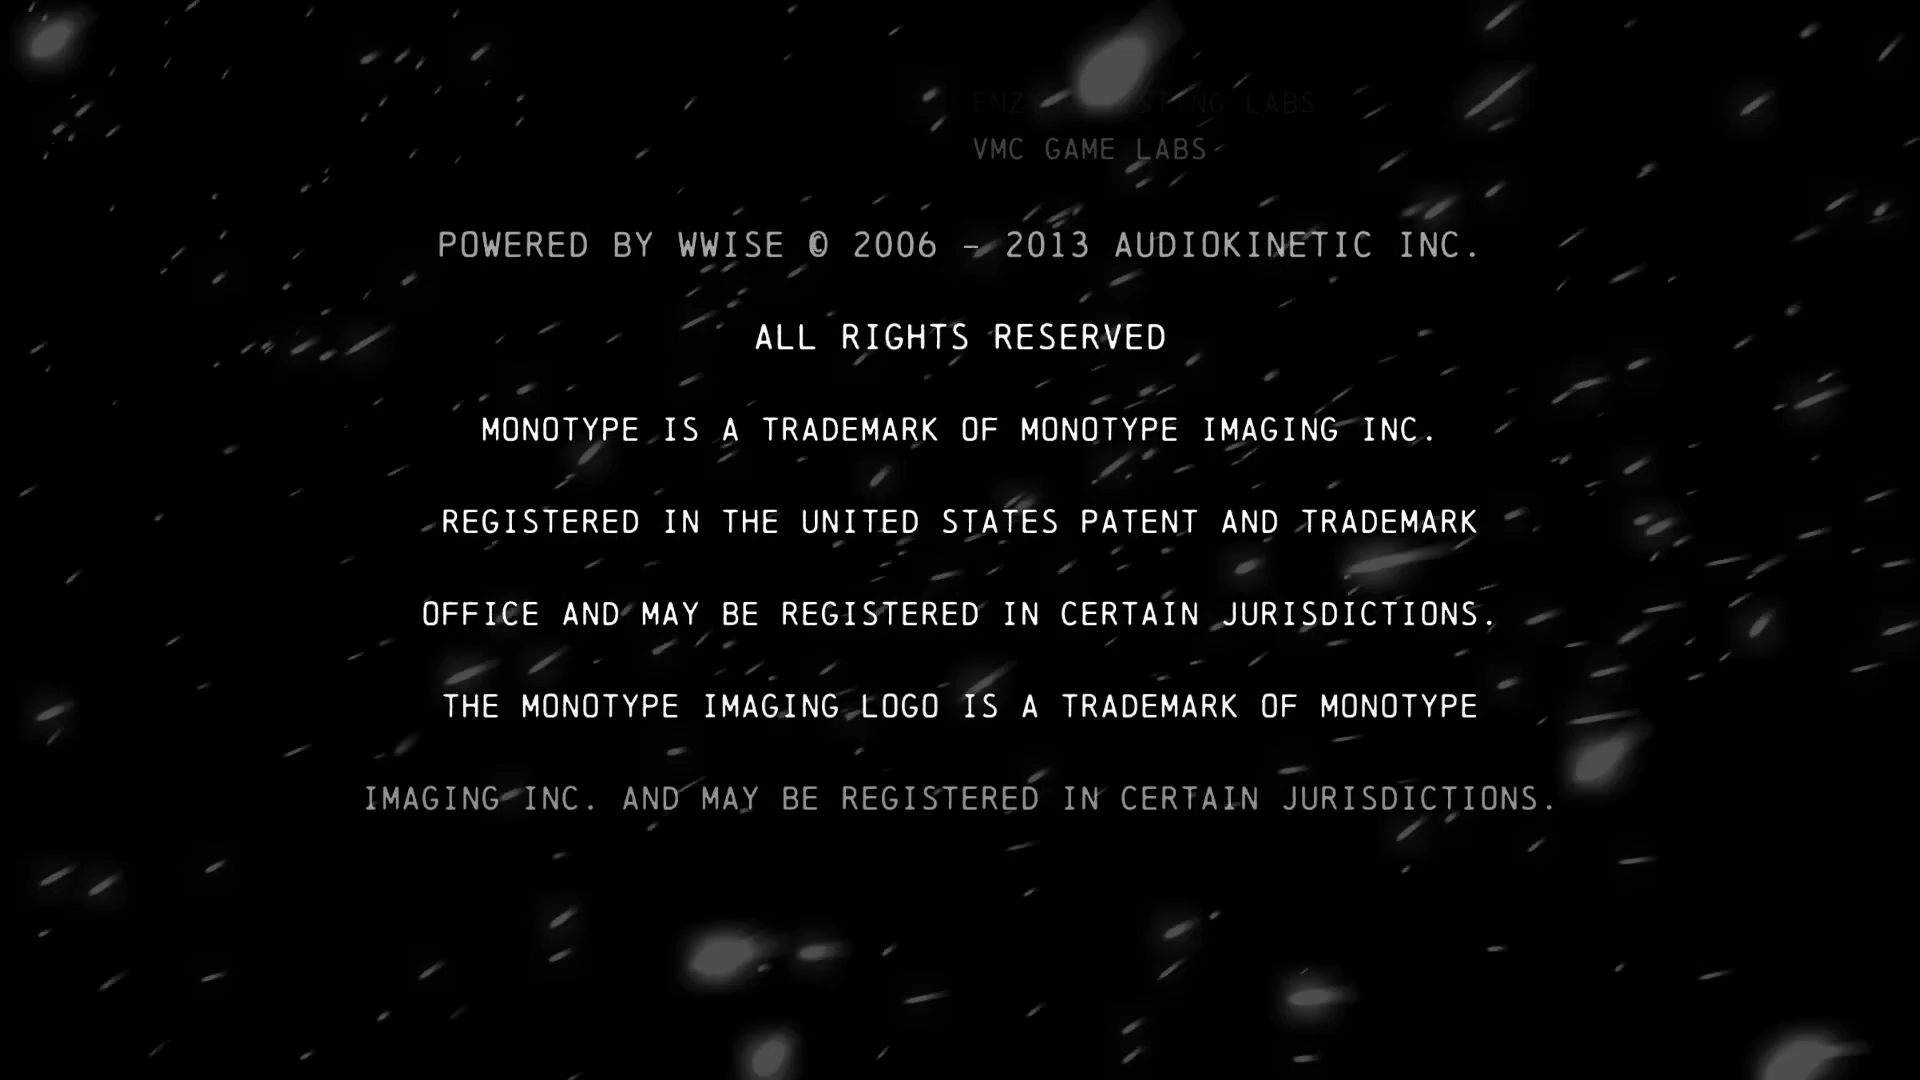 LABS
VMC GAME LABS
POWERED BY WWISE © 2006 – 2013 AUDIOKINETIC INC.
ALL RIGHTS RESERVED
MONOTYPE IS A TRADEMARK OF MONOTYPE IMAGING INC.
REGISTERED IN THE UNITED STATES PATENT AND TRADEMARK
OFFICE AND MAY BE REGISTERED IN CERTAIN JURISDICTIONS.
THE MONOTYPE IMAGING LOGO IS A TRADEMARK OF MONOTYPE
IMAGING INC. AND MAY BE REGISTERED IN CERTAIN JURISDICTIONS.